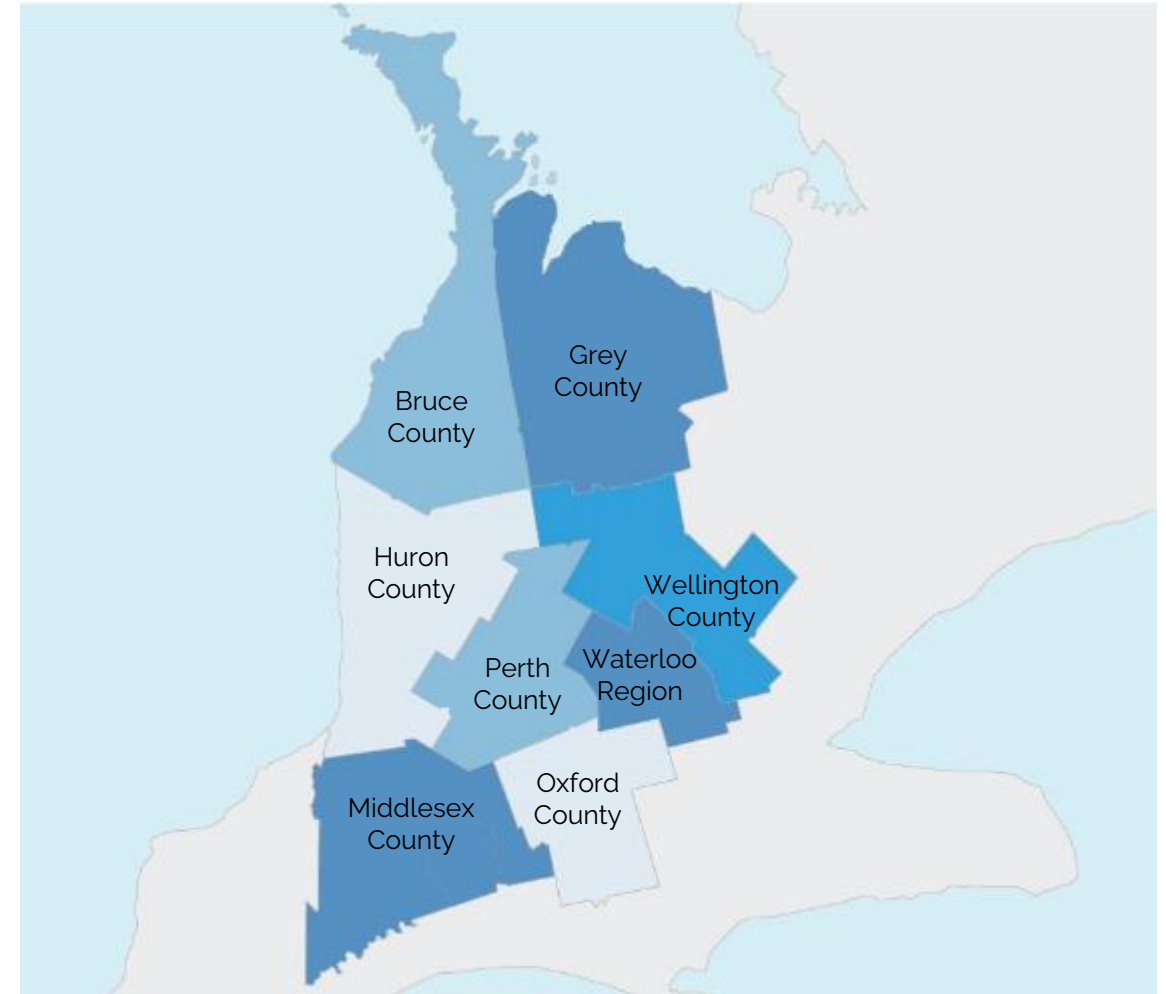 Grey
County
Bruce
County
Huron
County
Wellington
County
Perth
County
Waterloo
Region
Oxford
County
Middlesex
County